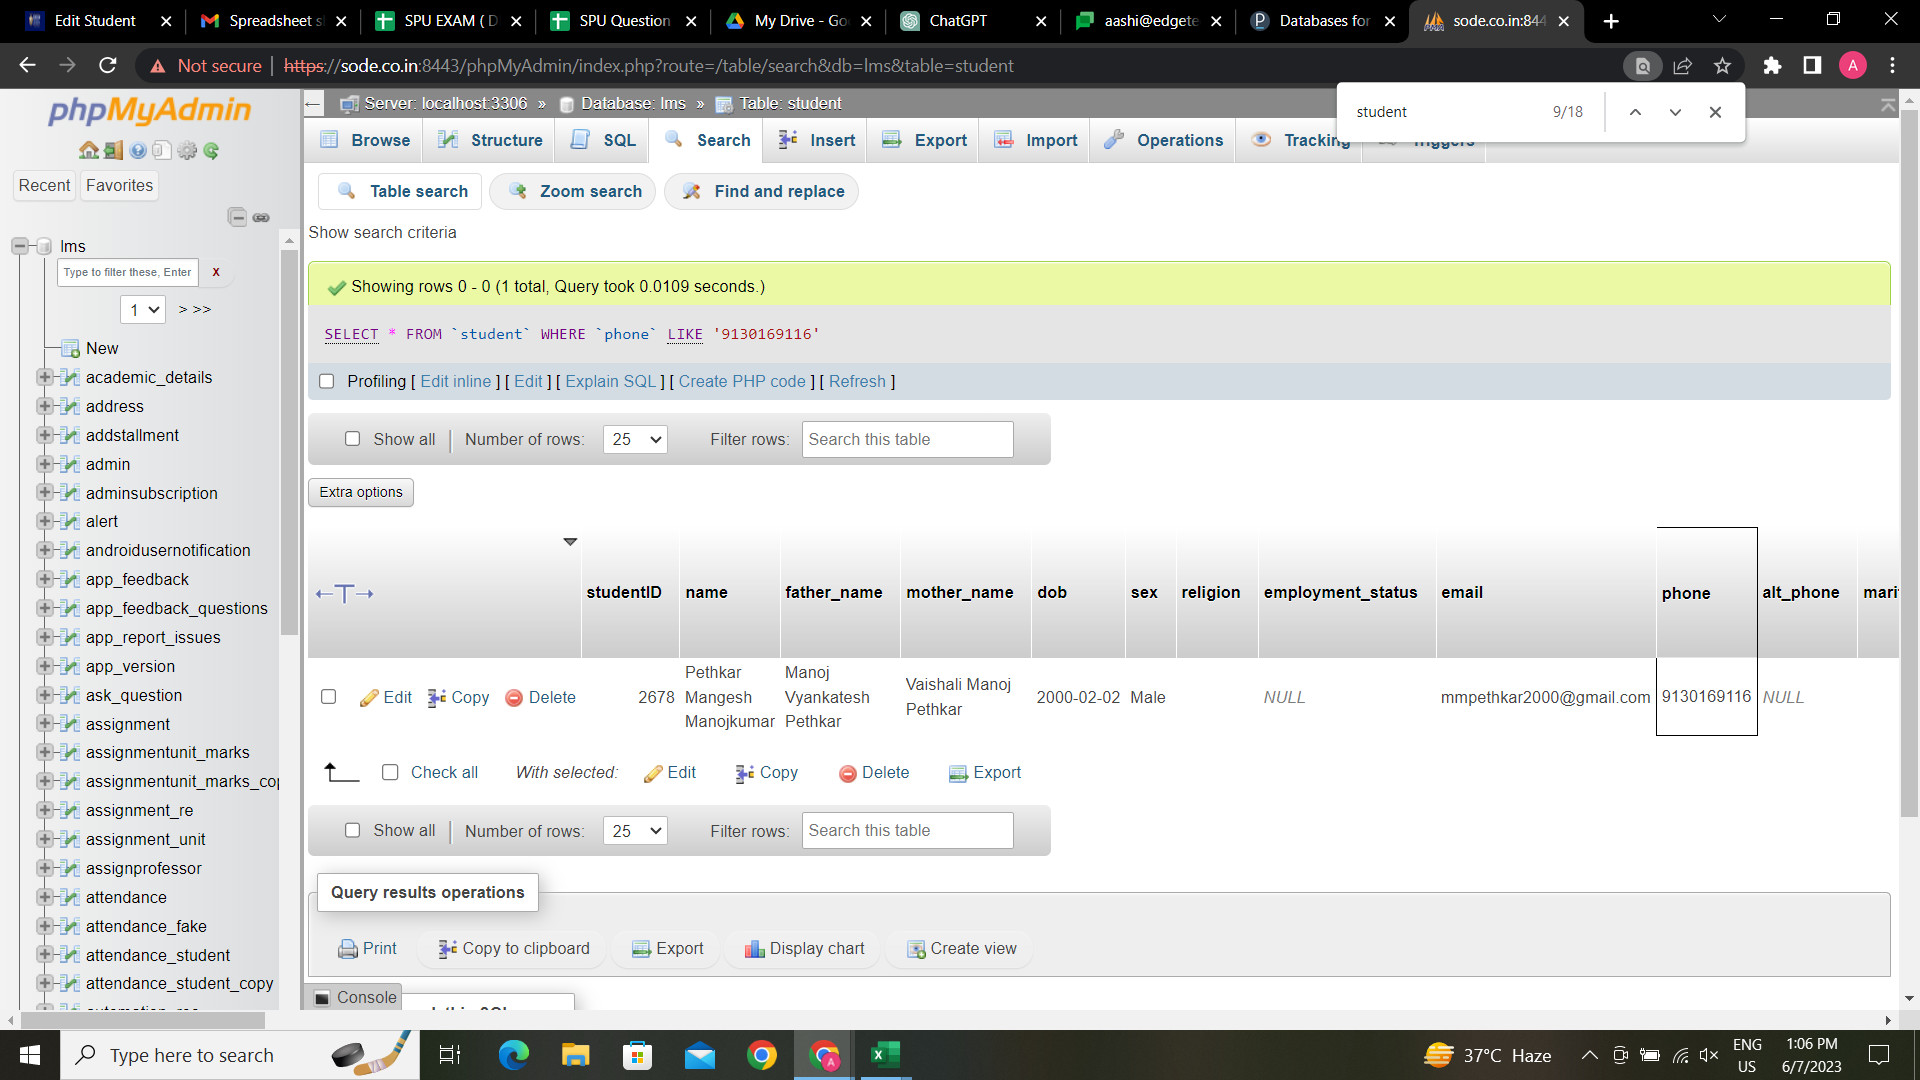 Edit Student
Spreadsheet s
SPU EXAM ( D
SPU Question
My Drive - Go
ChatGPT
aashi@edgete
Databases for
sode.co.in:844
Not secure
https://sode.co.in:8443/phpMyAdmin/index.php?route=/table/search&db=lms&table=student
A
student
9/18
phpMyAdmin
Recent
Favorites
lms
Type to filter these, Enter
X
1
> >>
New
academic_details
address
addstallment
admin
adminsubscription
alert
androidusernotification
app_feedback
app_feedback_questions
app_report_issues
app_version
ask_question
assignment
assignmentunit_marks
assignmentunit_marks_cop
assignment_re
assignment_unit
assignprofessor
attendance
attendance_fake
attendance_student
attendance_student_copy
Server: localhost:3306 » Database: lms » Table: student
Browse
Structure
SQL
Search
Insert
Export
Import
Operations
Tracking
Triggers
Table search
Zoom search
Find and replace
Show search criteria
Showing rows 0 - 0 (1 total, Query took 0.0109 seconds.)
SELECT * FROM `student` WHERE `phone` LIKE '9130169116'
Profiling [ Edit inline ] [ Edit ] [ Explain SQL ] [ Create PHP code ] [ Refresh ]
Show all
Number of rows:
25
Filter rows:
Search this table
Extra options
←T→
studentID
name
father_name
mother_name
dob
sex
religion
employment_status
email
phone
alt_phone
mari
Edit
Copy
Delete
2678
Pethkar
Mangesh
Manojkumar
Manoj
Vyankatesh
Pethkar
Vaishali Manoj
Pethkar
2000-02-02
Male
NULL
mmpethkar2000@gmail.com
9130169116
NULL
Check all
With selected:
Edit
Copy
Delete
Export
Show all
Number of rows:
25
Filter rows:
Search this table
Query results operations
Print
Copy to clipboard
Export
Display chart
Create view
Console
Type here to search
37°C Haze
ENG
US
1:06 PM
6/7/2023